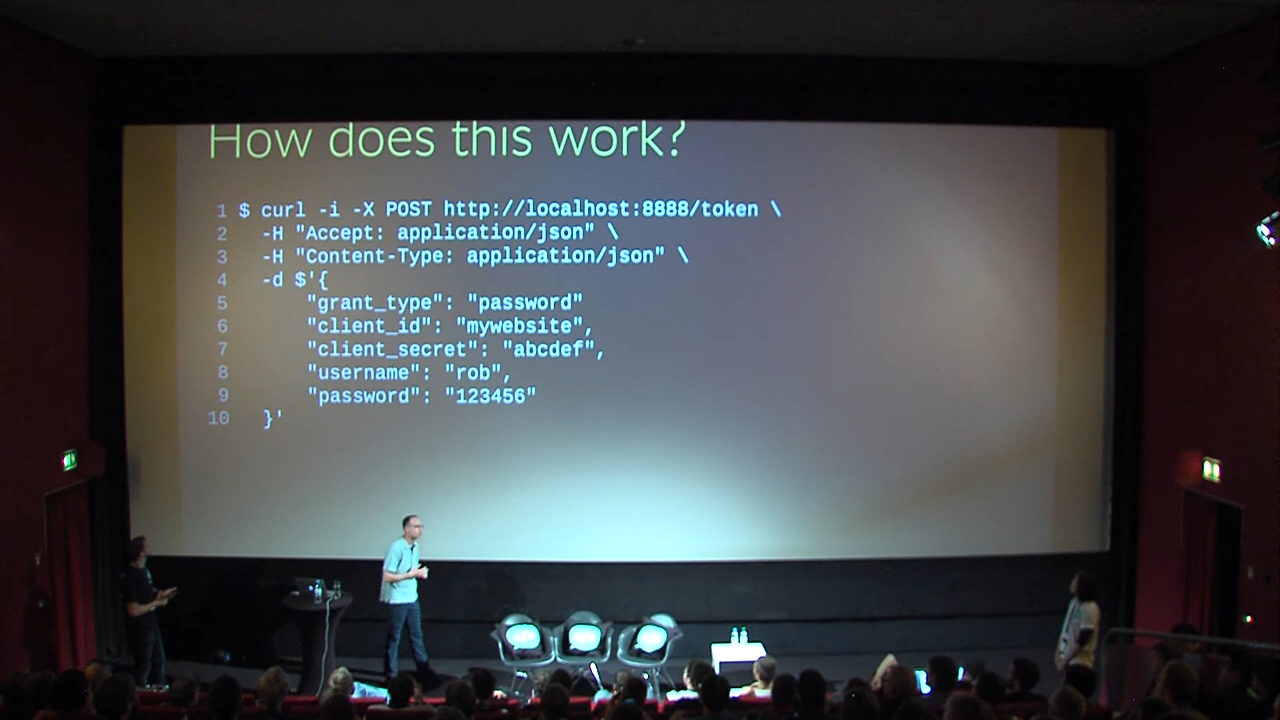 How does this work?
1 $ curl -i -X POST http://localhost:8888/token \
2 -H "Accept: application/json" \
3 -H "Content-Type: application/json" \
4 -d $'{
5 "grant_type": "password"
6 "client_id": "mywebsite",
7 "client_secret": "abcdef",
8 "username": "rob",
9 "password": "123456"
10 }'